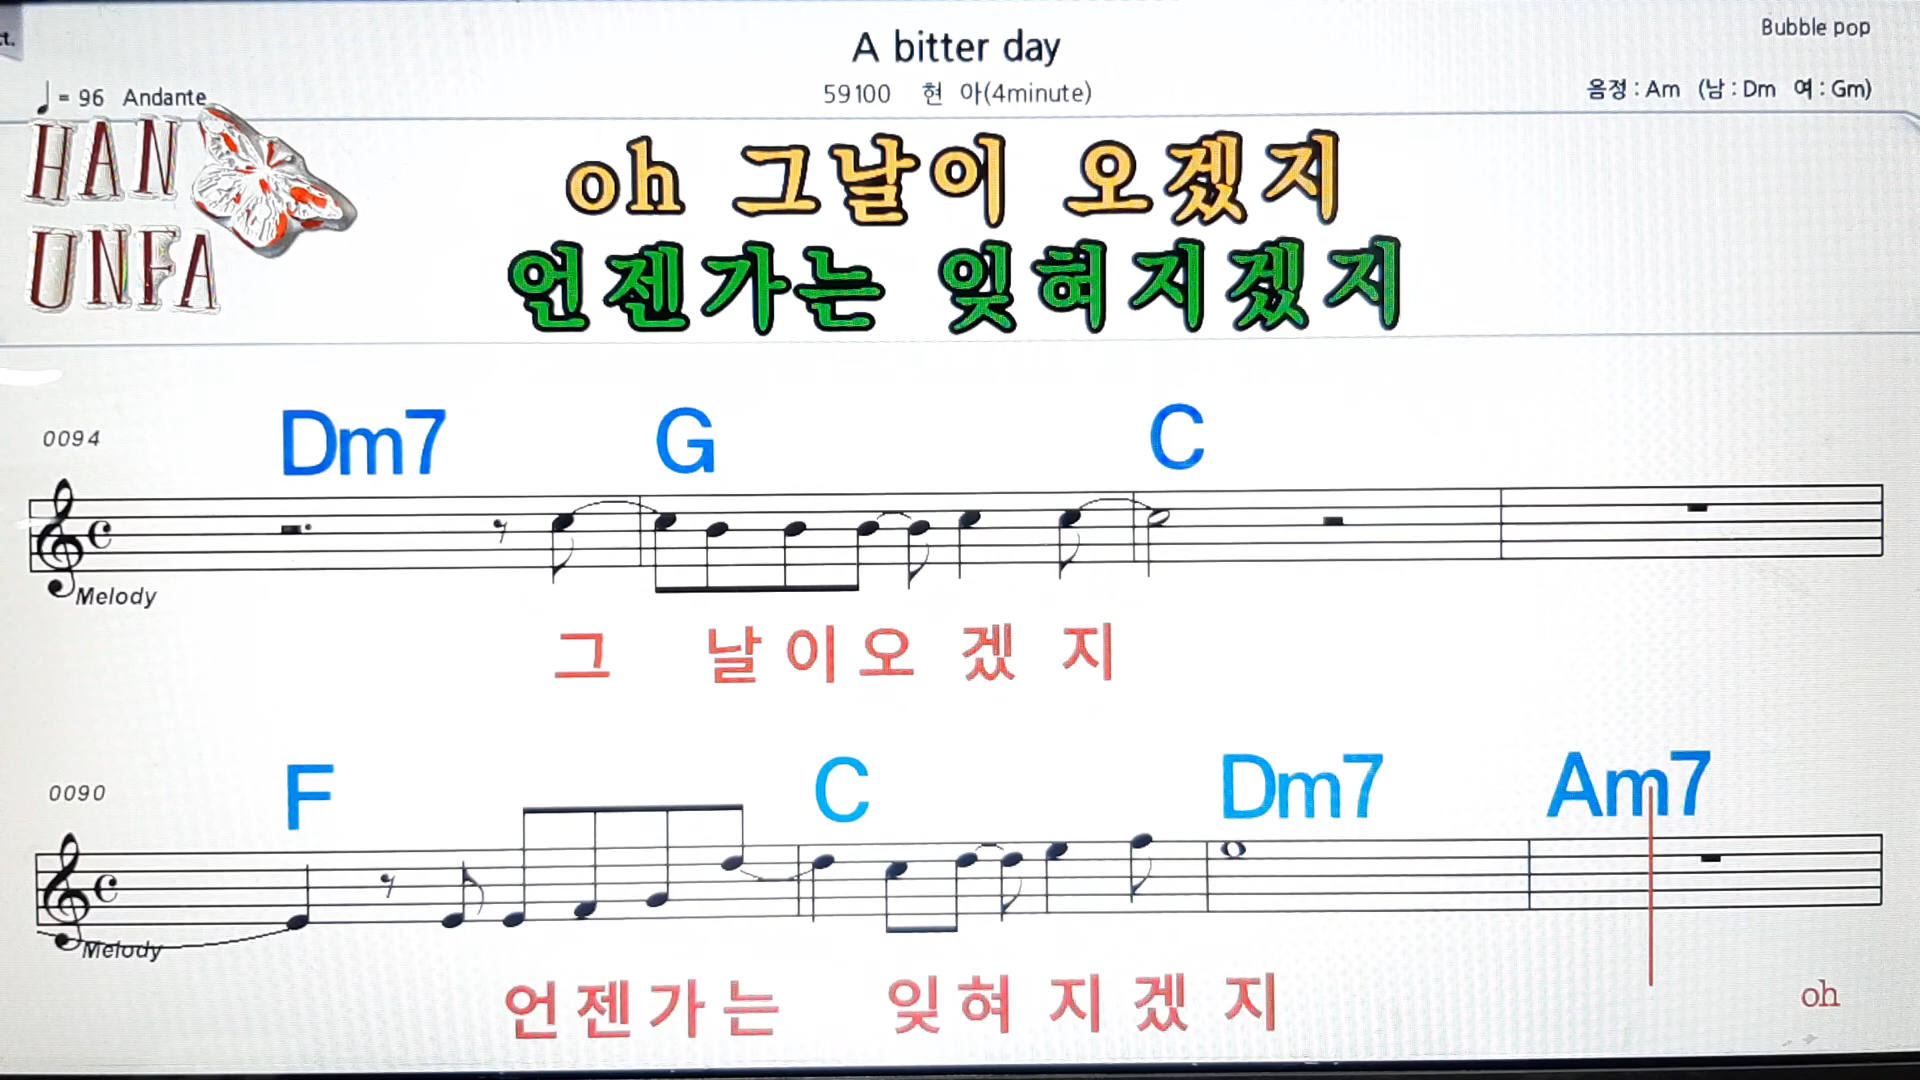 t.
A bitter day
Bubble pop
= 96 Andante
59100 현 아(4minute)
음정 : Am (남 : Dm 여 : Gm)
HAN
UNFA
oh 그날이 오겠지
언젠가는 잊혀지겠지
Dm7 G C
0094
Melody
그 날이오 겠 지
F C Dm7 Am7
0090
Melody
언젠가는 잊혀 지 겠 지
oh